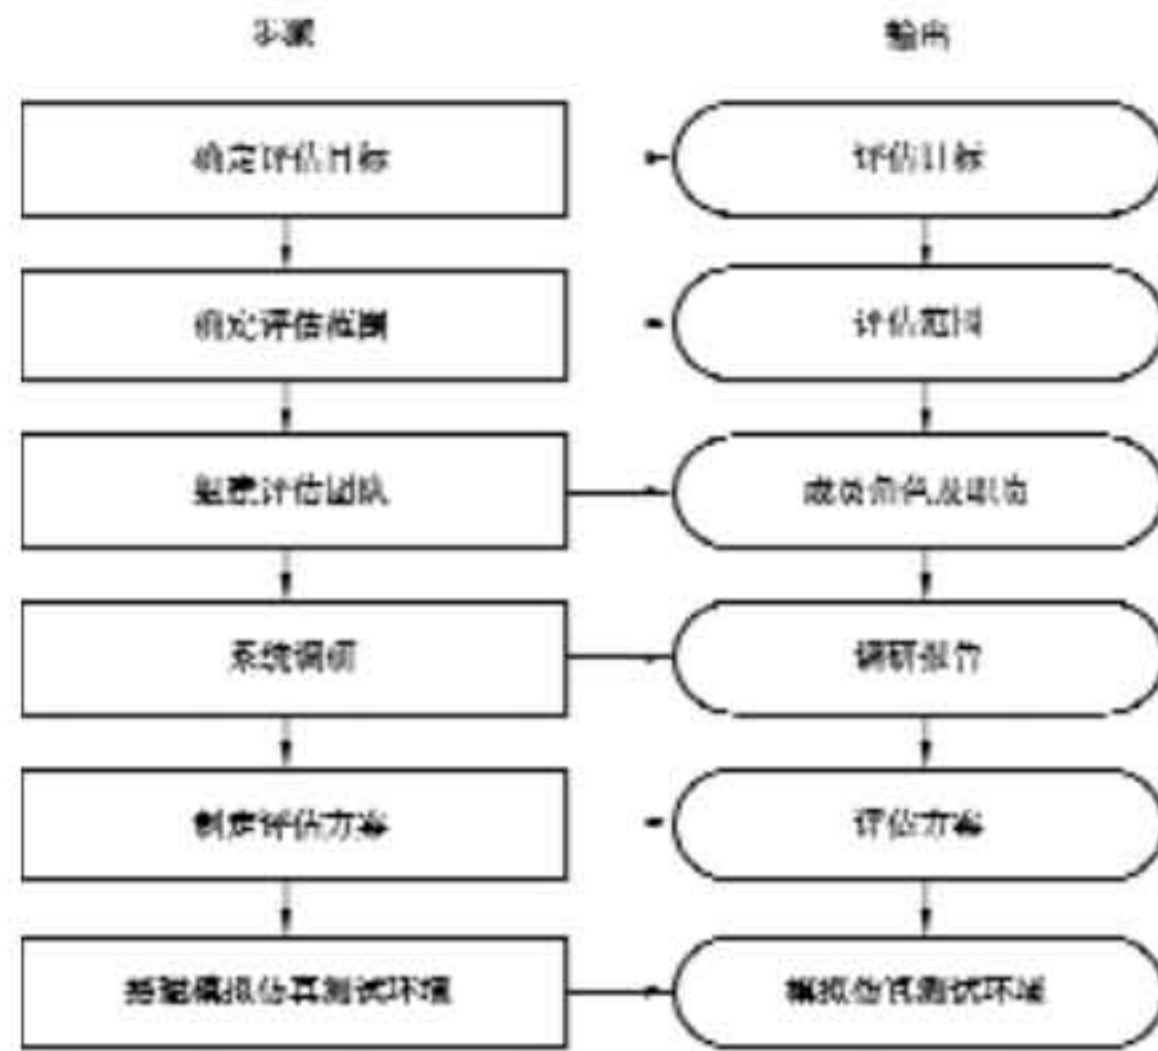 步骤 输出
确定评估目标 评估目标
确定评估范围 评估范围
组建评估团队 成员角色及职责
系统调研 调研报告
制定评估方案 评估方案
搭建模拟仿真测试环境 模拟仿真测试环境